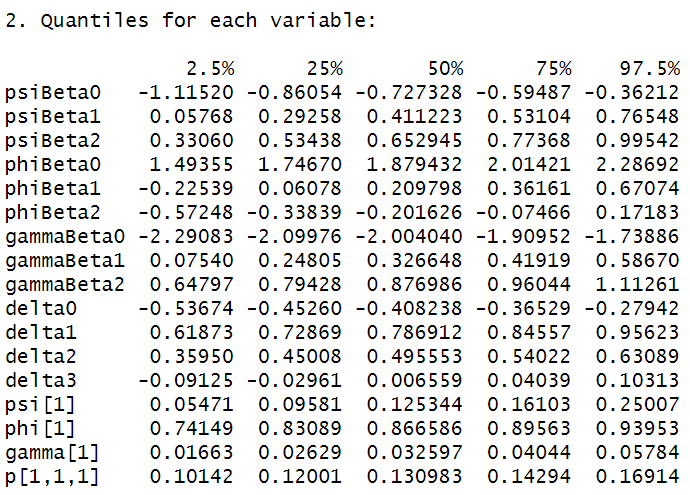 2. Quantiles for each variable:
2.5% 25% 50% 75% 97.5%
psiBeta0 -1.11520 -0.86054 -0.727328 -0.59487 -0.36212
psiBeta1 0.05768 0.29258 0.411223 0.53104 0.76548
psiBeta2 0.33060 0.53438 0.652945 0.77368 0.99542
phiBeta0 1.49355 1.74670 1.879432 2.01421 2.28692
phiBeta1 -0.22539 0.06078 0.209798 0.36161 0.67074
phiBeta2 -0.57248 -0.33839 -0.201626 -0.07466 0.17183
gammaBeta0 -2.29083 -2.09976 -2.004040 -1.90952 -1.73886
gammaBeta1 0.07540 0.24805 0.326648 0.41919 0.58670
gammaBeta2 0.64797 0.79428 0.876986 0.96044 1.11261
delta0 -0.53674 -0.45260 -0.408238 -0.36529 -0.27942
delta1 0.61873 0.72869 0.786912 0.84557 0.95623
delta2 0.35950 0.45008 0.495553 0.54022 0.63089
delta3 -0.09125 -0.02961 0.006559 0.04039 0.10313
psi[1] 0.05471 0.09581 0.125344 0.16103 0.25007
phi[1] 0.74149 0.83089 0.866586 0.89563 0.93953
gamma[1] 0.01663 0.02629 0.032597 0.04044 0.05784
p[1,1,1] 0.10142 0.12001 0.130983 0.14294 0.16914